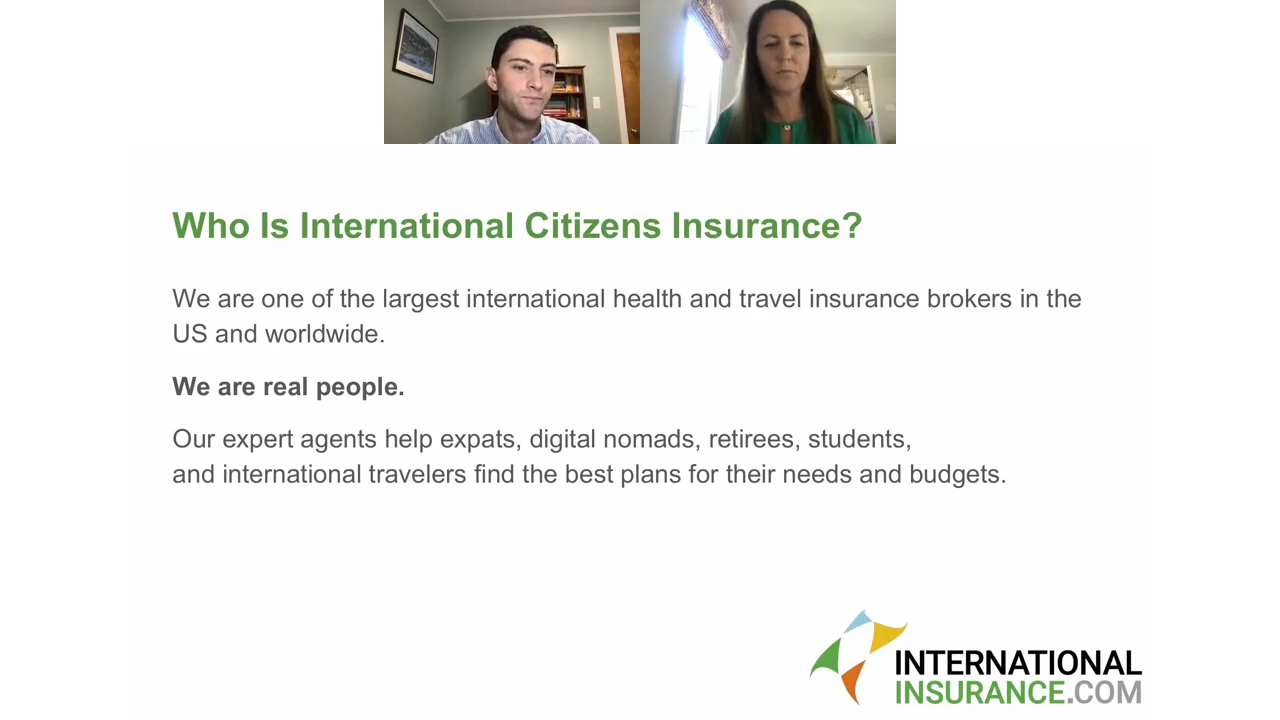 Who Is International Citizens Insurance?
We are one of the largest international health and travel insurance brokers in the
US and worldwide.
We are real people.
Our expert agents help expats, digital nomads, retirees, students,
and international travelers find the best plans for their needs and budgets.
INTERNATIONAL
INSURANCE.COM